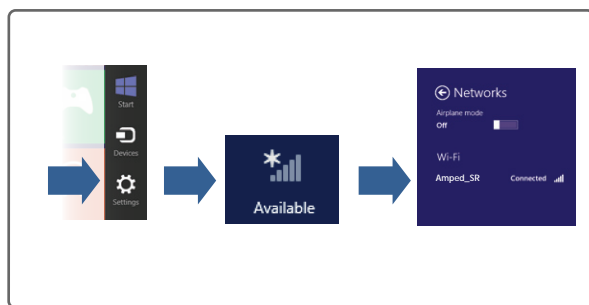 Start
Devices
Settings
Available
Networks
Airplane mode
Off
Wi-Fi
Amped_SR Connected